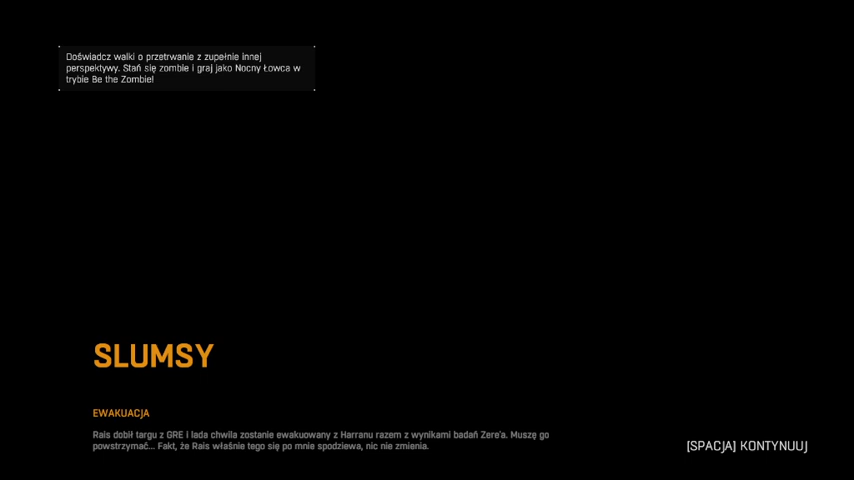 Doświadcz walki o przetrwanie z zupełnie innej
perspektywy. Stań się zombie i graj jako Nocny Łowca w
trybie Be the Zombie!
SLUMSY
EWAKUACJA
Rais dobił targu z GRE i lada chwila zostanie ewakuowany z Harranu razem z wynikami badań Zere'a. Muszę go
powstrzymać... Fakt, że Rais właśnie tego się po mnie spodziewa, nic nie zmienia.
[SPACJA] KONTYNUUJ